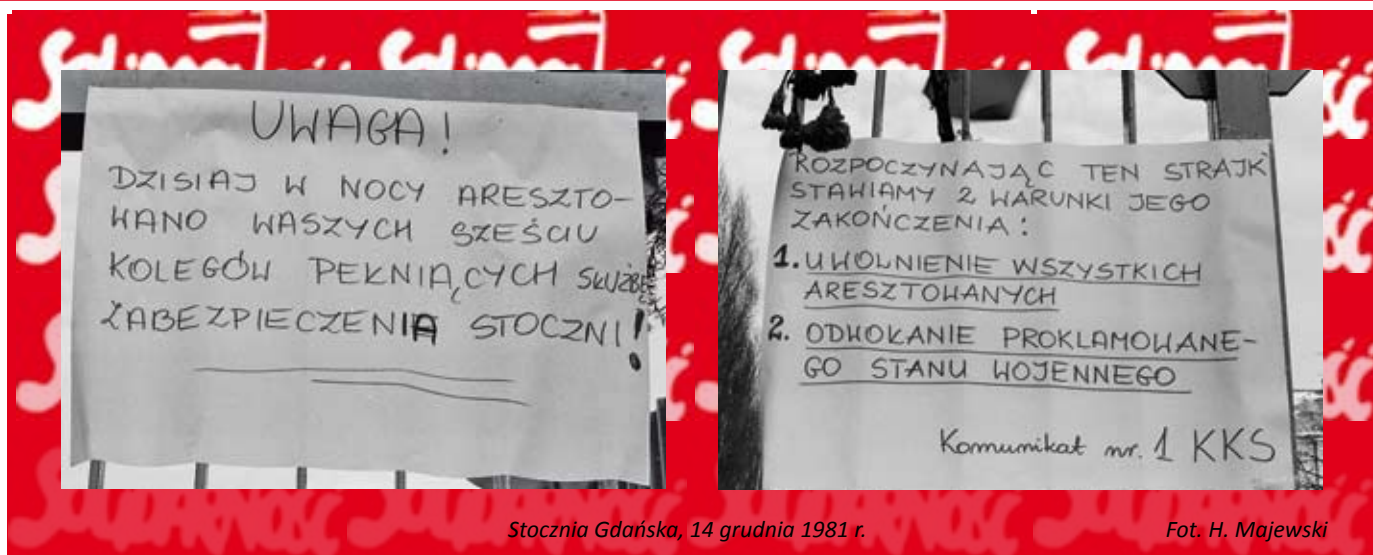 UWAGA!
DZISIAJ W NOCY ARESZTO-
WANO WASZYCH SZEŚCIU
KOLEGÓW PEŁNIĄCYCH SŁUŻBĘ
ZABEZPIECZENIA STOCZNI!
ROZPOCZYNAJĄC TEN STRAJK
STAWIAMY 2 WARUNKI JEGO
ZAKOŃCZENIA:
1. UWOLNIENIE WSZYSTKICH
ARESZTOWANYCH
2. ODWOŁANIE PROKLAMOWANE-
GO STANU WOJENNEGO
Komunikat nr. 1 KKS
Stocznia Gdańska, 14 grudnia 1981 r.
Fot. H. Majewski